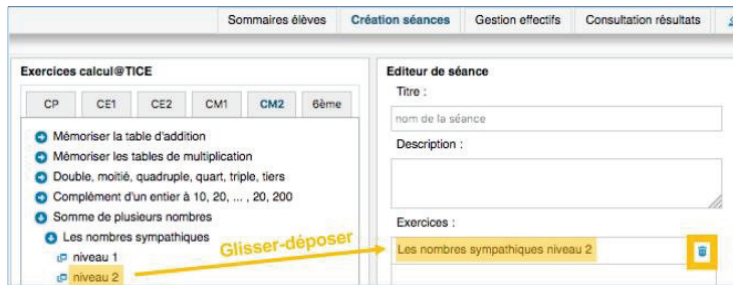 Sommaires élèves Création séances Gestion effectifs Consultation résultats
Exercices calcul@TICE
CP CE1 CE2 CM1 CM2 6ème
Mémoriser la table d'addition
Mémoriser les tables de multiplication
Double, moitié, quadruple, quart, triple, tiers
Complément d'un entier à 10, 20, ... , 20, 200
Somme de plusieurs nombres
Les nombres sympathiques
niveau 1
niveau 2
Glisser-déposer
Editeur de séance
Titre :
nom de la séance
Description :
Exercices :
Les nombres sympathiques niveau 2